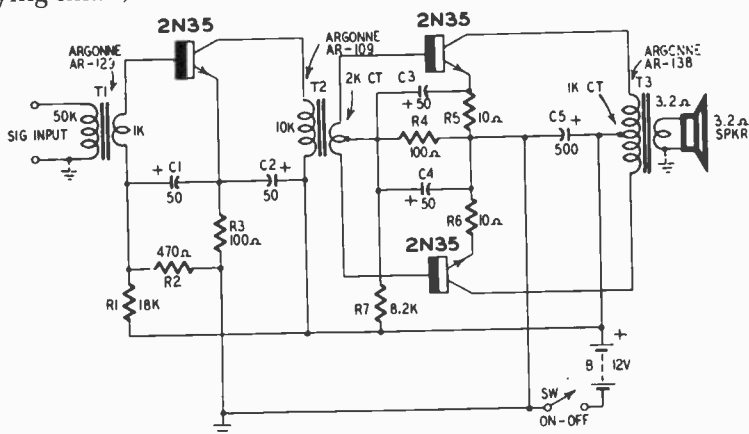 2N35
2N35
ARGONNE
AR-129
T1
50K
1K
SIG INPUT
ARGONNE
AR-109
T2
10K
2K CT
C3
+ 50
R5
10Ω
R4
100Ω
C5
+
500
1K CT
ARGONNE
AR-138
T3
3.2Ω
3.2Ω
SPKR
+ C1
50
C2 +
50
C4
+ 50
R3
100Ω
R6
10Ω
470Ω
R2
2N35
R1
18K
R7
8.2K
+
B
12V
SW
ON-OFF